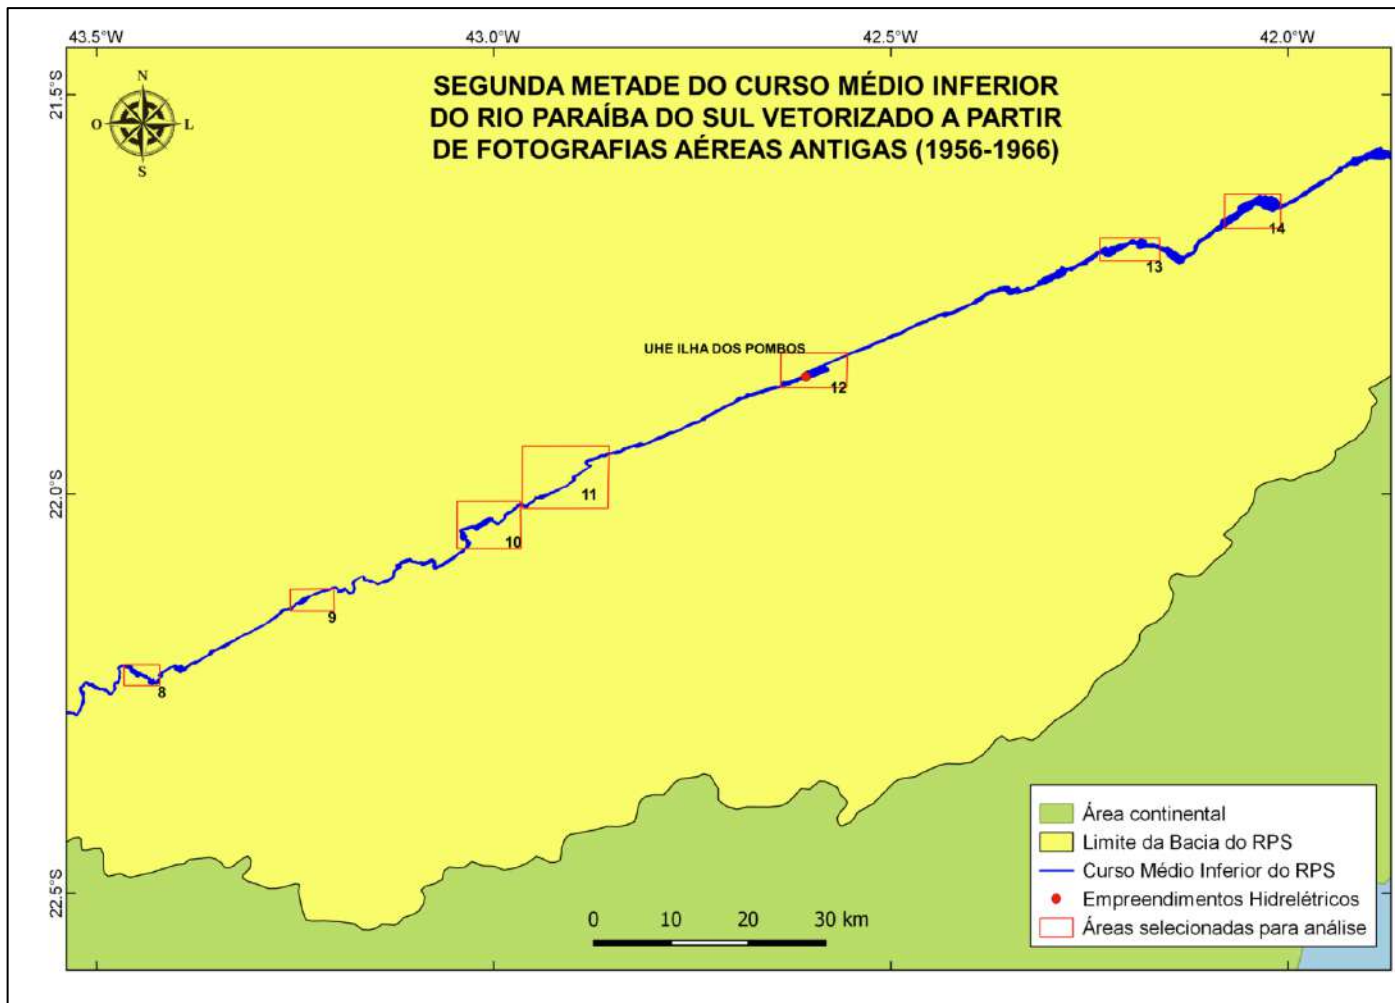 43.5°W 43.0°W 42.5°W 42.0°W
21.5°S
22.0°S
22.5°S
N
O L
S
SEGUNDA METADE DO CURSO MÉDIO INFERIOR
DO RIO PARAÍBA DO SUL VETORIZADO A PARTIR
DE FOTOGRAFIAS AÉREAS ANTIGAS (1956-1966)
14
13
UHE ILHA DOS POMBOS
12
11
10
9
8
Área continental
Limite da Bacia do RPS
Curso Médio Inferior do RPS
Empreendimentos Hidrelétricos
Áreas selecionadas para análise
0 10 20 30 km